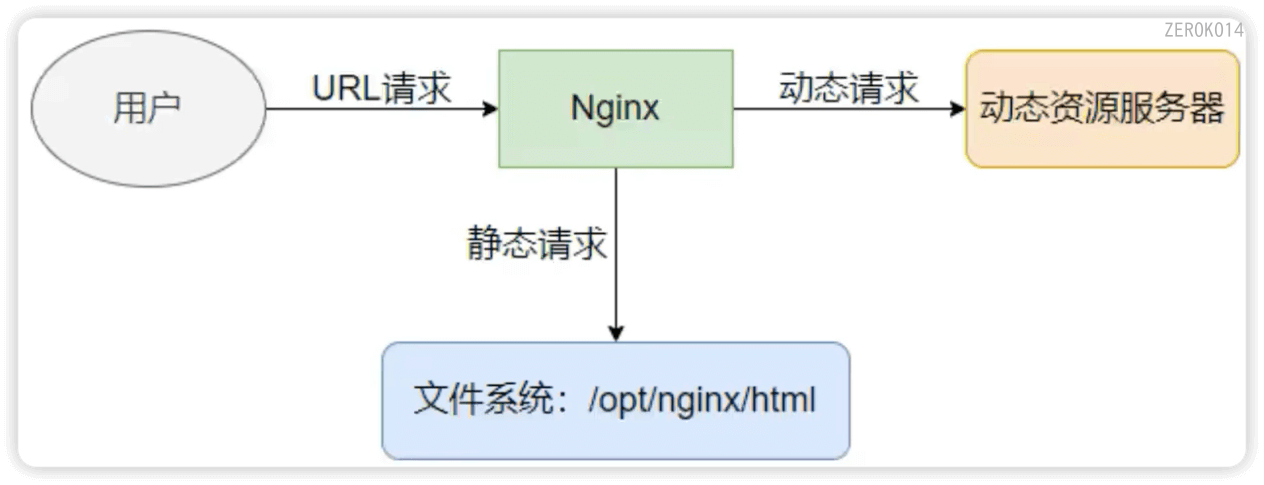 ZEROK014
用户
URL请求
Nginx
动态请求
动态资源服务器
静态请求
文件系统：/opt/nginx/html